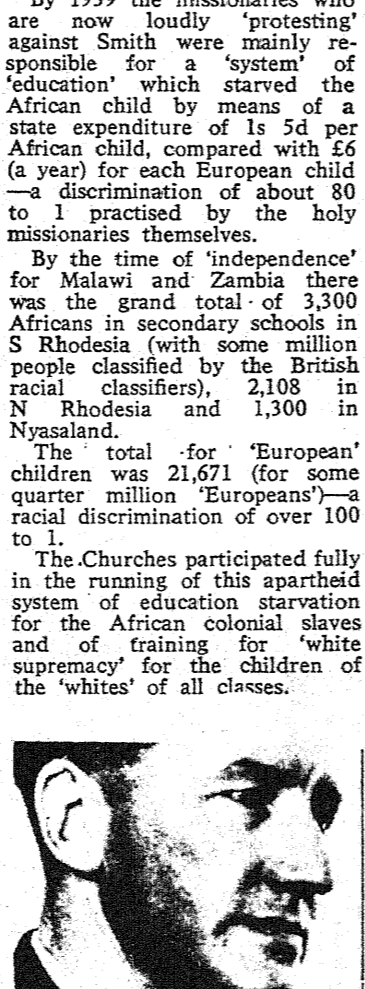 By 1939 the missionaries who
are now loudly ‘protesting’
against Smith were mainly re-
sponsible for a ‘system’ of
‘education’ which starved the
African child by means of a
state expenditure of 1s 5d per
African child, compared with £6
(a year) for each European child
—a discrimination of about 80
to 1 practised by the holy
missionaries themselves.
By the time of ‘independence’
for Malawi and Zambia there
was the grand total of 3,300
Africans in secondary schools in
S Rhodesia (with some million
people classified by the British
racial classifiers), 2,108 in
N Rhodesia and 1,300 in
Nyasaland.
The total for ‘European’
children was 21,671 (for some
quarter million ‘Europeans’)—a
racial discrimination of over 100
to 1.
The Churches participated fully
in the running of this apartheid
system of education starvation
for the African colonial slaves
and of training for ‘white
supremacy’ for the children of
the ‘whites’ of all classes.